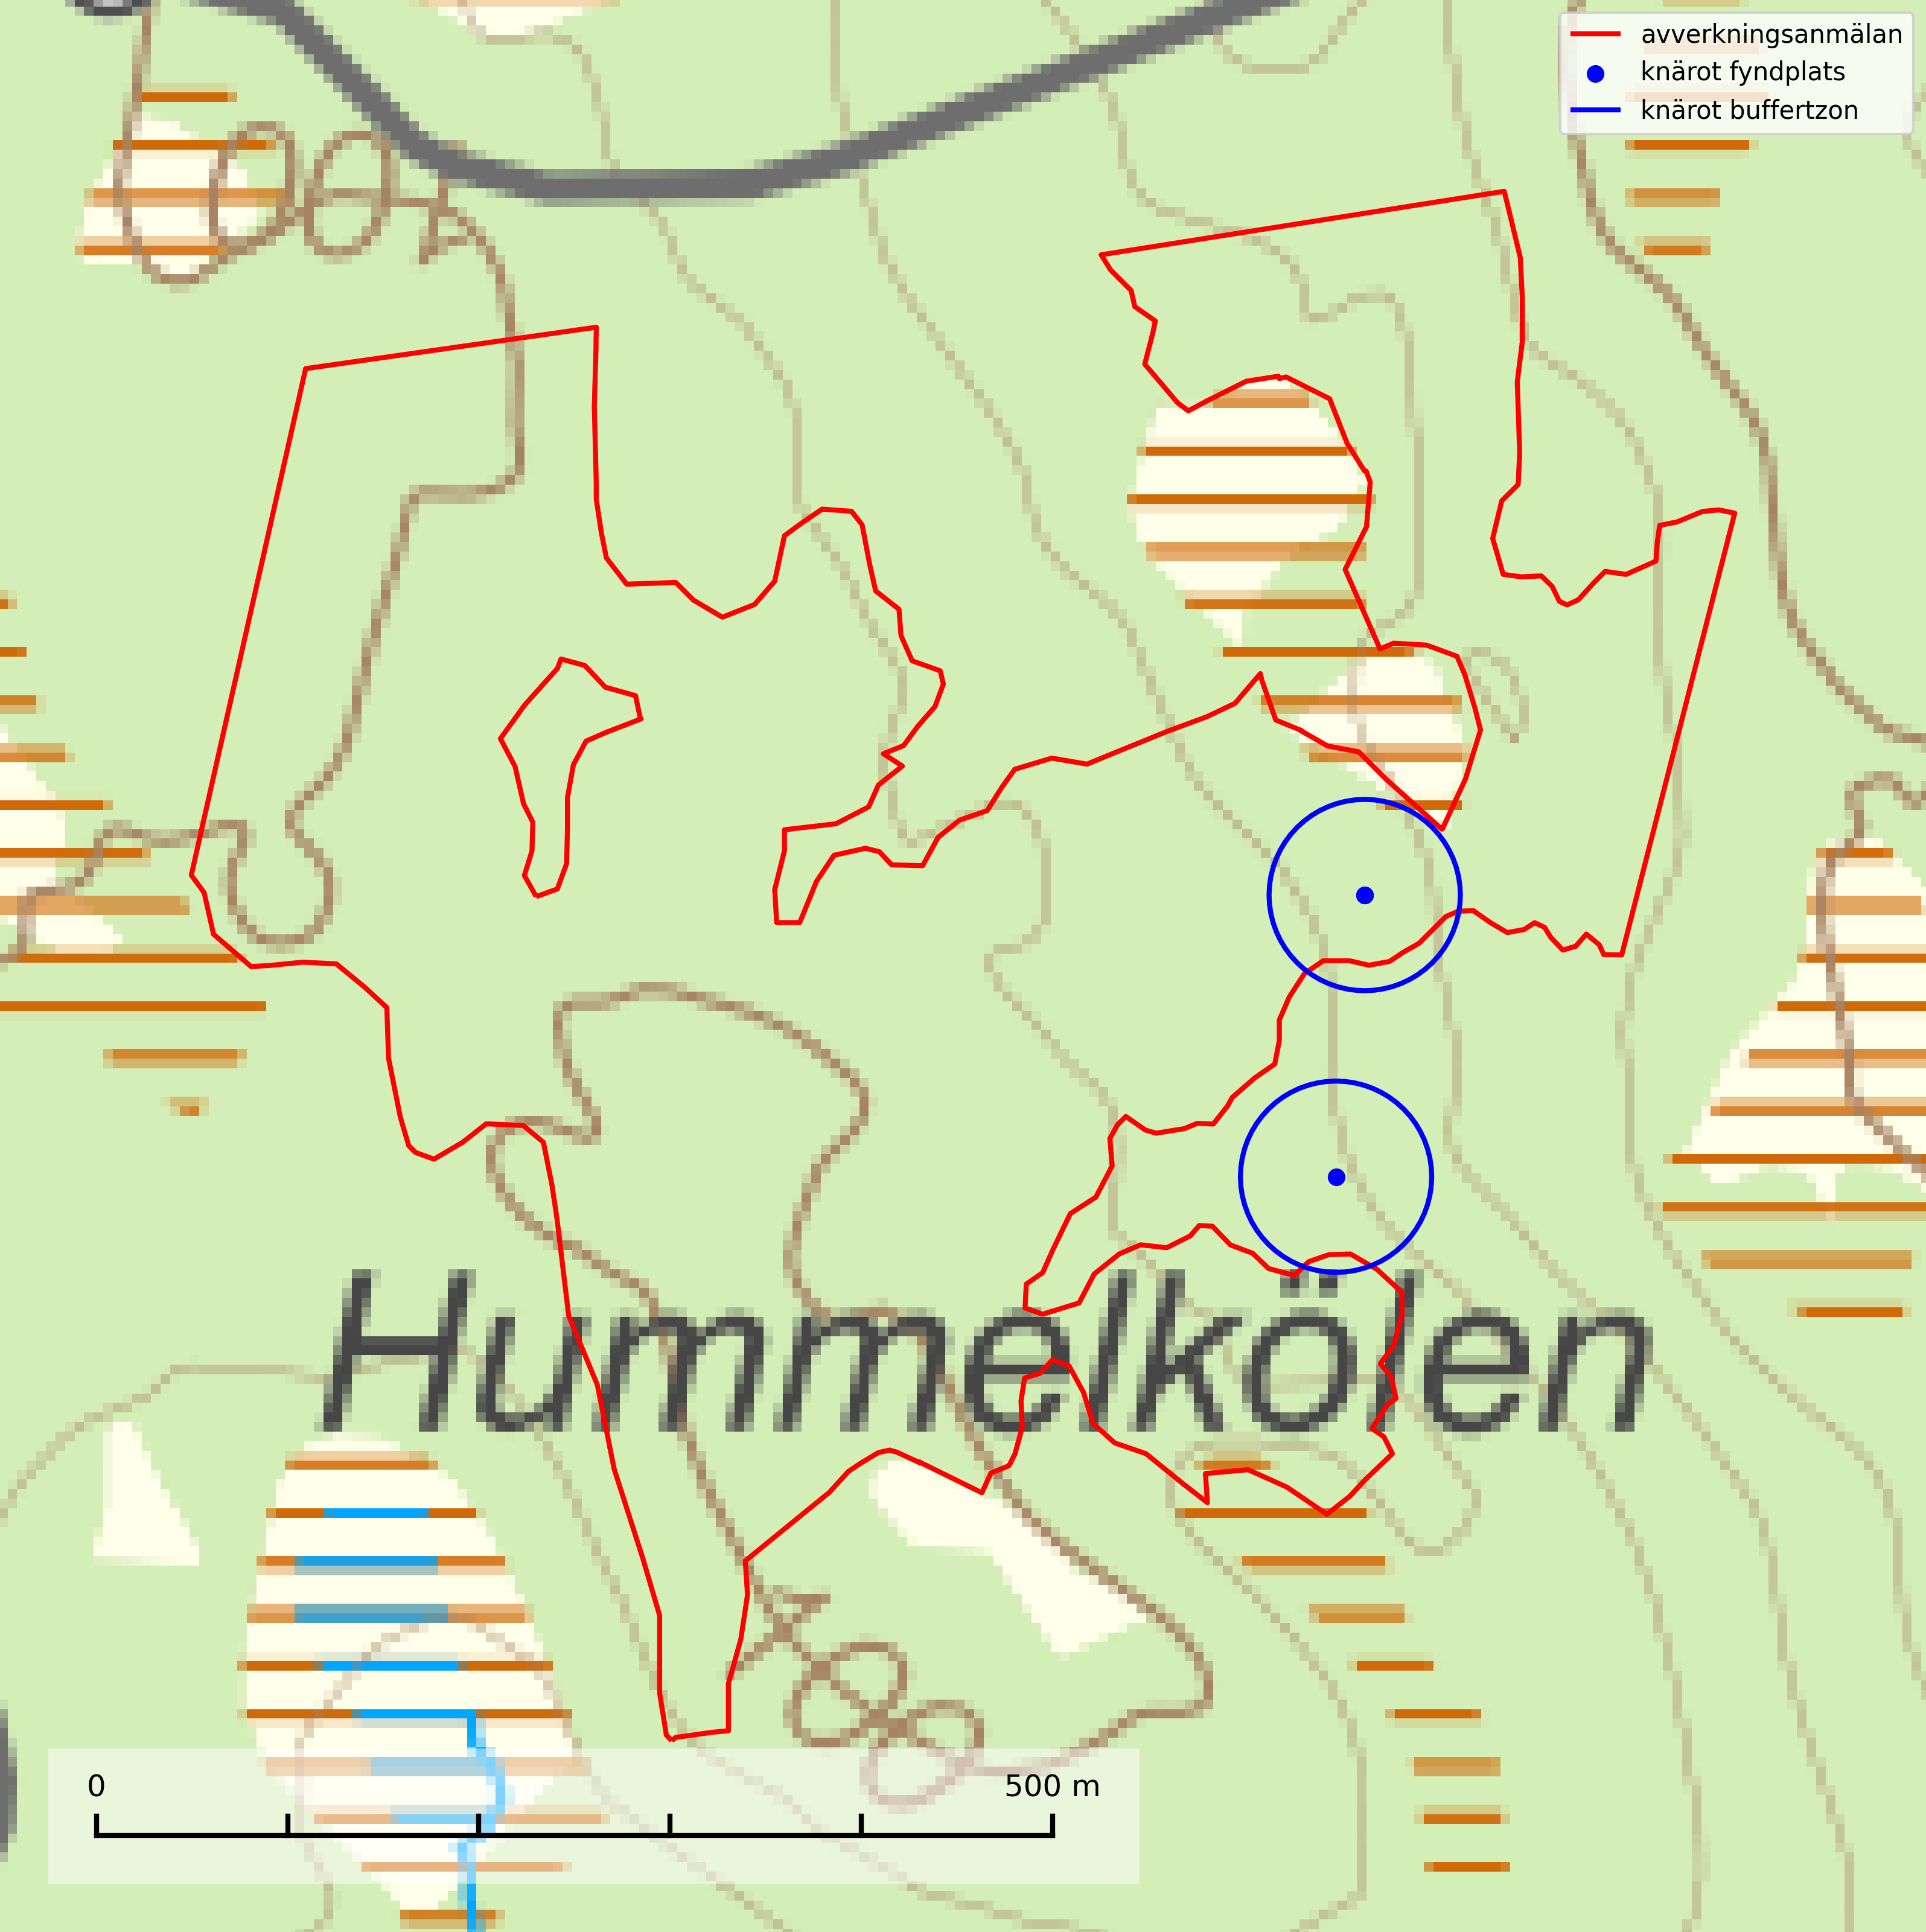 avverkningsanmälan
knärot fyndplats
knärot buffertzon
Hummelkölen
0 500 m